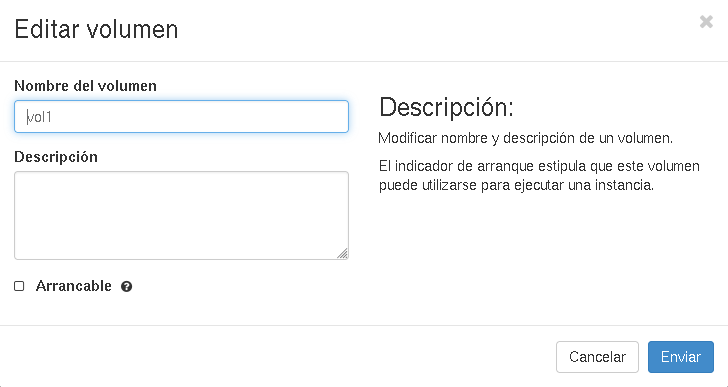 Editar volumen
×
Nombre del volumen
vol1
Descripción
Arrancable ?
Descripción:
Modificar nombre y descripción de un volumen.
El indicador de arranque estipula que este volumen
puede utilizarse para ejecutar una instancia.
Cancelar
Enviar